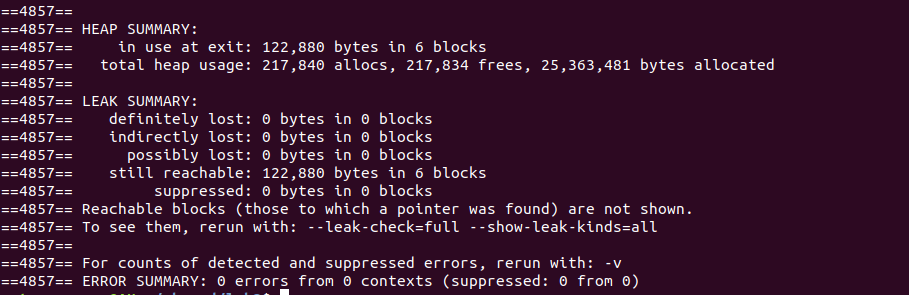 ==4857==
==4857== HEAP SUMMARY:
==4857==     in use at exit: 122,880 bytes in 6 blocks
==4857==   total heap usage: 217,840 allocs, 217,834 frees, 25,363,481 bytes allocated
==4857==
==4857== LEAK SUMMARY:
==4857==    definitely lost: 0 bytes in 0 blocks
==4857==    indirectly lost: 0 bytes in 0 blocks
==4857==      possibly lost: 0 bytes in 0 blocks
==4857==    still reachable: 122,880 bytes in 6 blocks
==4857==         suppressed: 0 bytes in 0 blocks
==4857== Reachable blocks (those to which a pointer was found) are not shown.
==4857== To see them, rerun with: --leak-check=full --show-leak-kinds=all
==4857==
==4857== For counts of detected and suppressed errors, rerun with: -v
==4857== ERROR SUMMARY: 0 errors from 0 contexts (suppressed: 0 from 0)